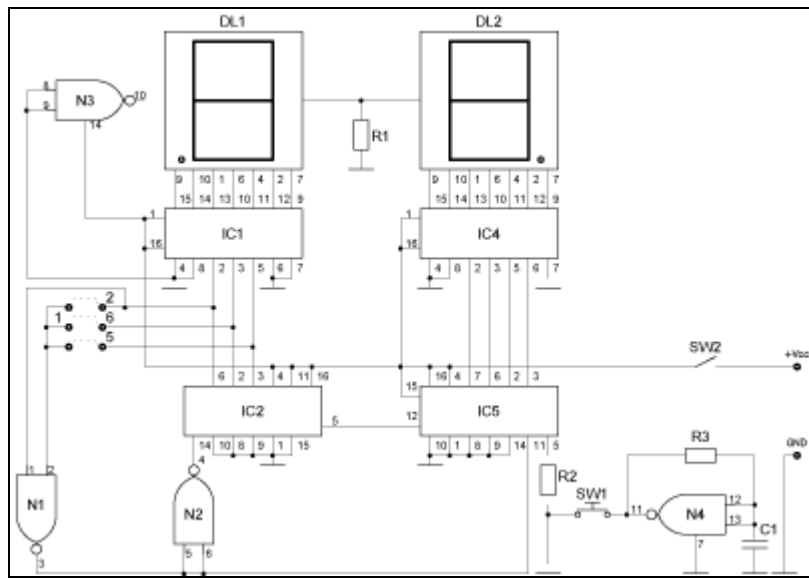 DL1 DL2
8
9 N3 10
14
R1
9 10 1 6 4 2 7 9 10 1 6 4 2 7
15 14 13 10 11 12 9 15 14 13 10 11 12 9
1 IC1 1 IC4
16 16
4 8 2 3 5 6 7 4 8 2 3 5 6 7
2
1 6
5
SW2 +Vcc
6 2 3 4 11 16 16 4 7 6 2 3
15
IC2 5 12 IC5 GND
14 10 8 9 1 15 10 1 8 9 14 11 5
R3
4
1 2 R2 SW1 12
N1 N2 11 N4 13 C1
7
3 5 6